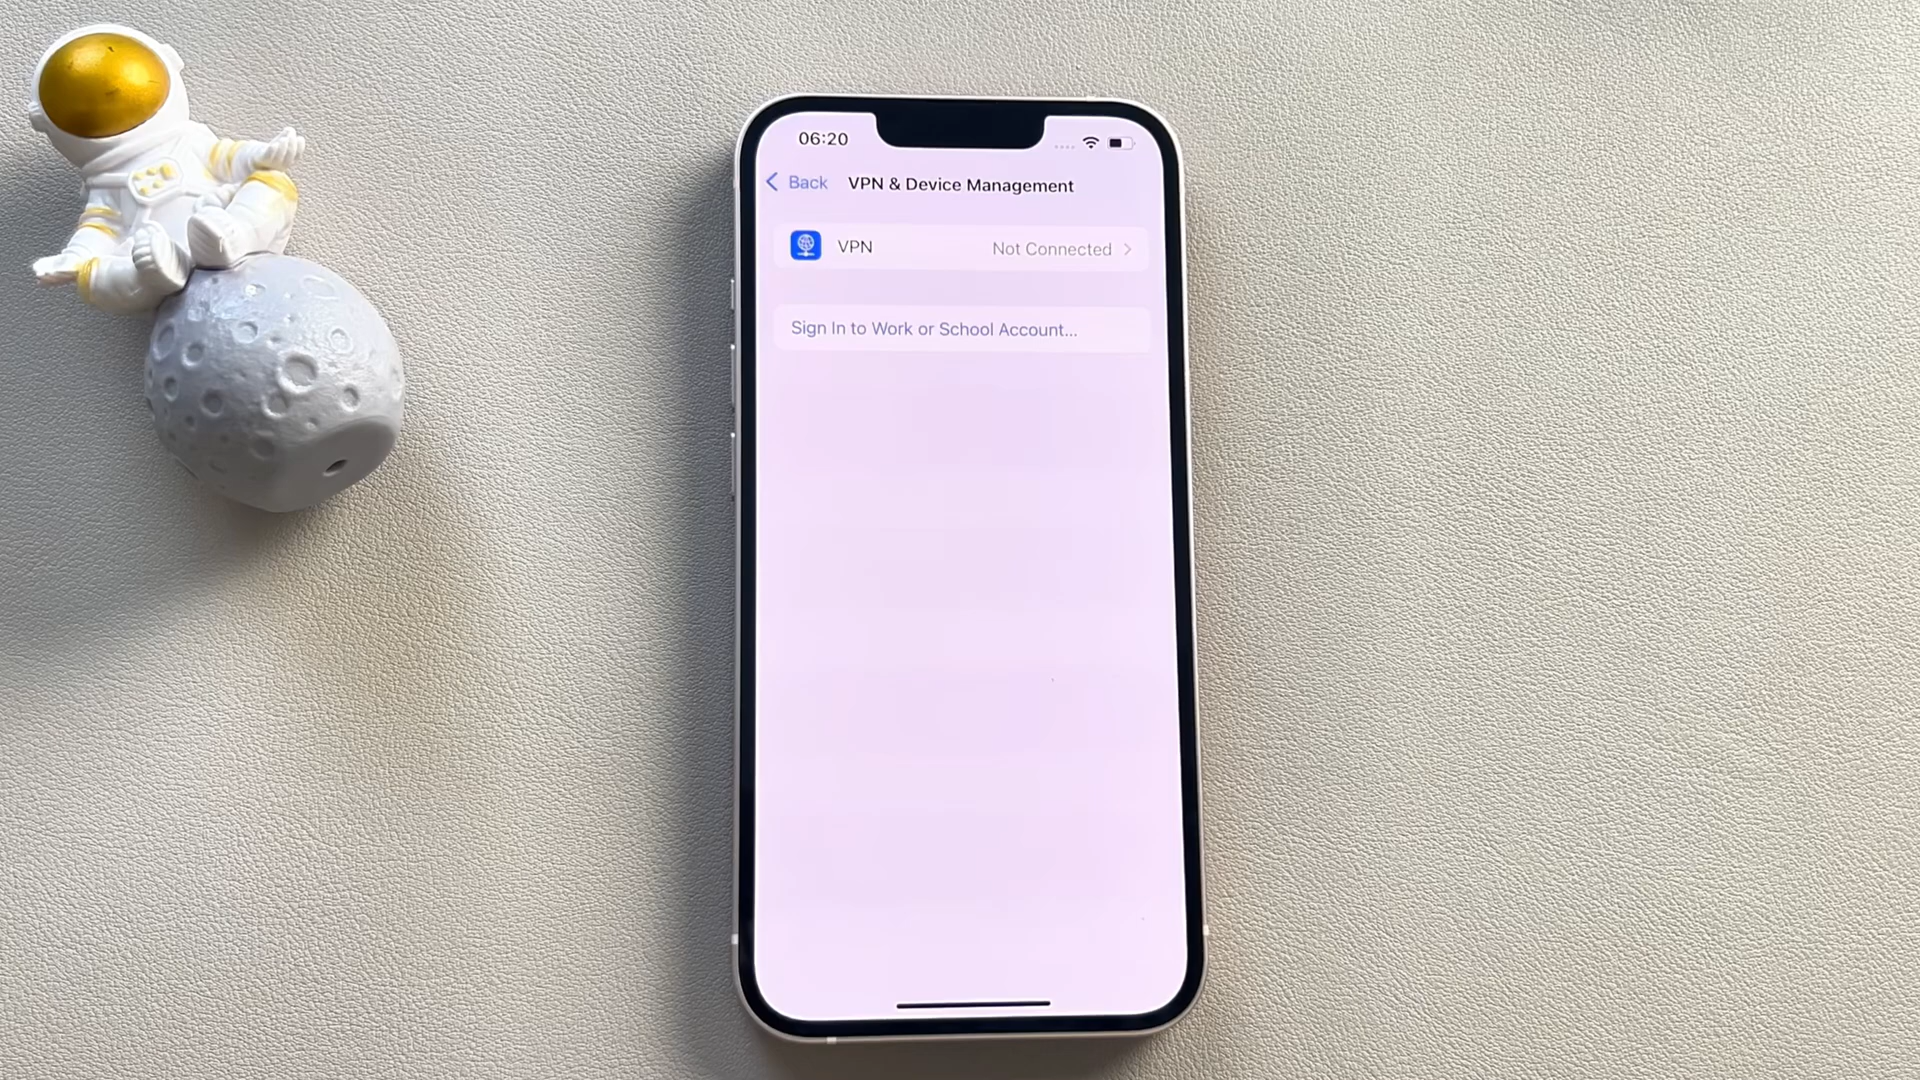 06:20
Back VPN & Device Management
VPN Not Connected
Sign In to Work or School Account...